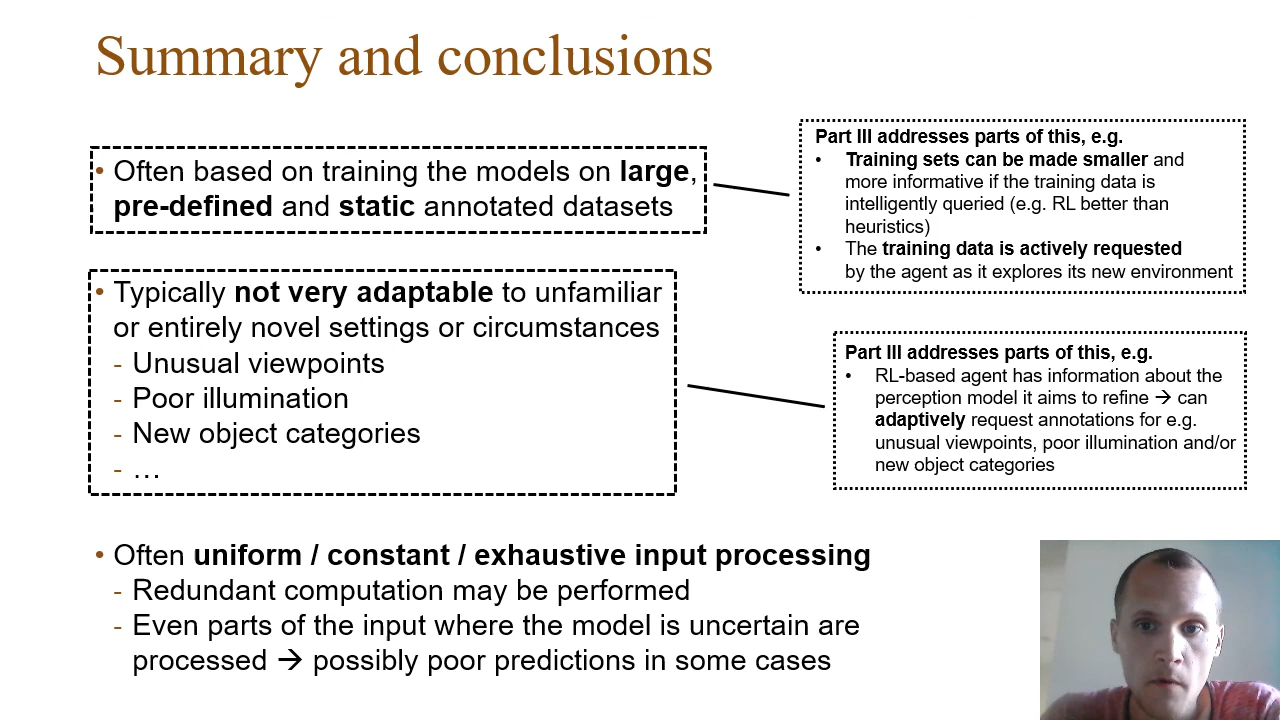 Summary and conclusions
• Often based on training the models on large,
pre-defined and static annotated datasets
Part III addresses parts of this, e.g.
• Training sets can be made smaller and
more informative if the training data is
intelligently queried (e.g. RL better than
heuristics)
• The training data is actively requested
by the agent as it explores its new environment
• Typically not very adaptable to unfamiliar
or entirely novel settings or circumstances
- Unusual viewpoints
- Poor illumination
- New object categories
- …
Part III addresses parts of this, e.g.
• RL-based agent has information about the
perception model it aims to refine → can
adaptively request annotations for e.g.
unusual viewpoints, poor illumination and/or
new object categories
• Often uniform / constant / exhaustive input processing
- Redundant computation may be performed
- Even parts of the input where the model is uncertain are
processed → possibly poor predictions in some cases